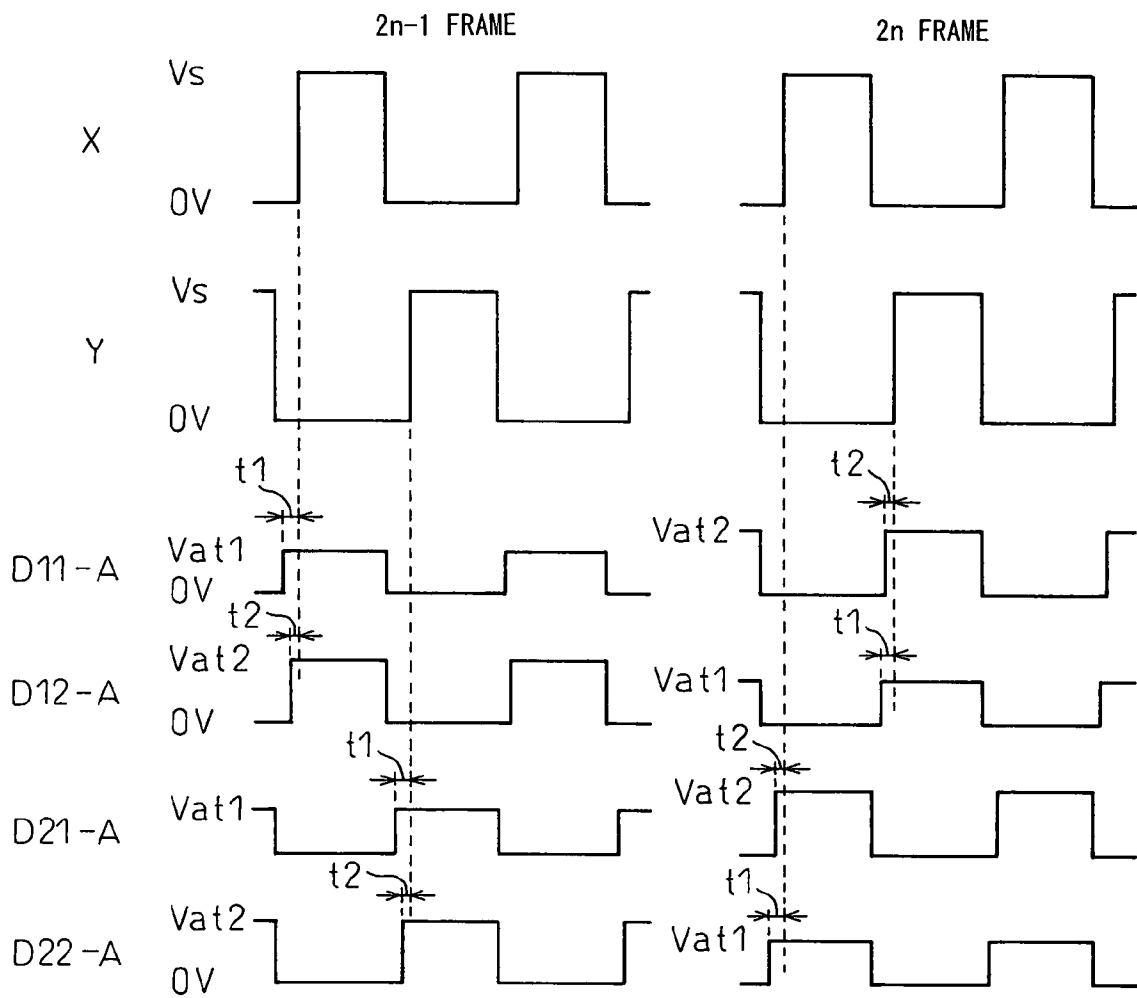 2n-1 FRAME
2n FRAME
Vs
X
0V
Vs
Y
0V
t1
t2
Vat1
Vat2
D11-A
0V
t2
t1
Vat2
Vat1
D12-A
0V
t1
t2
Vat1
Vat2
D21-A
t2
t1
Vat2
Vat1
D22-A
0V